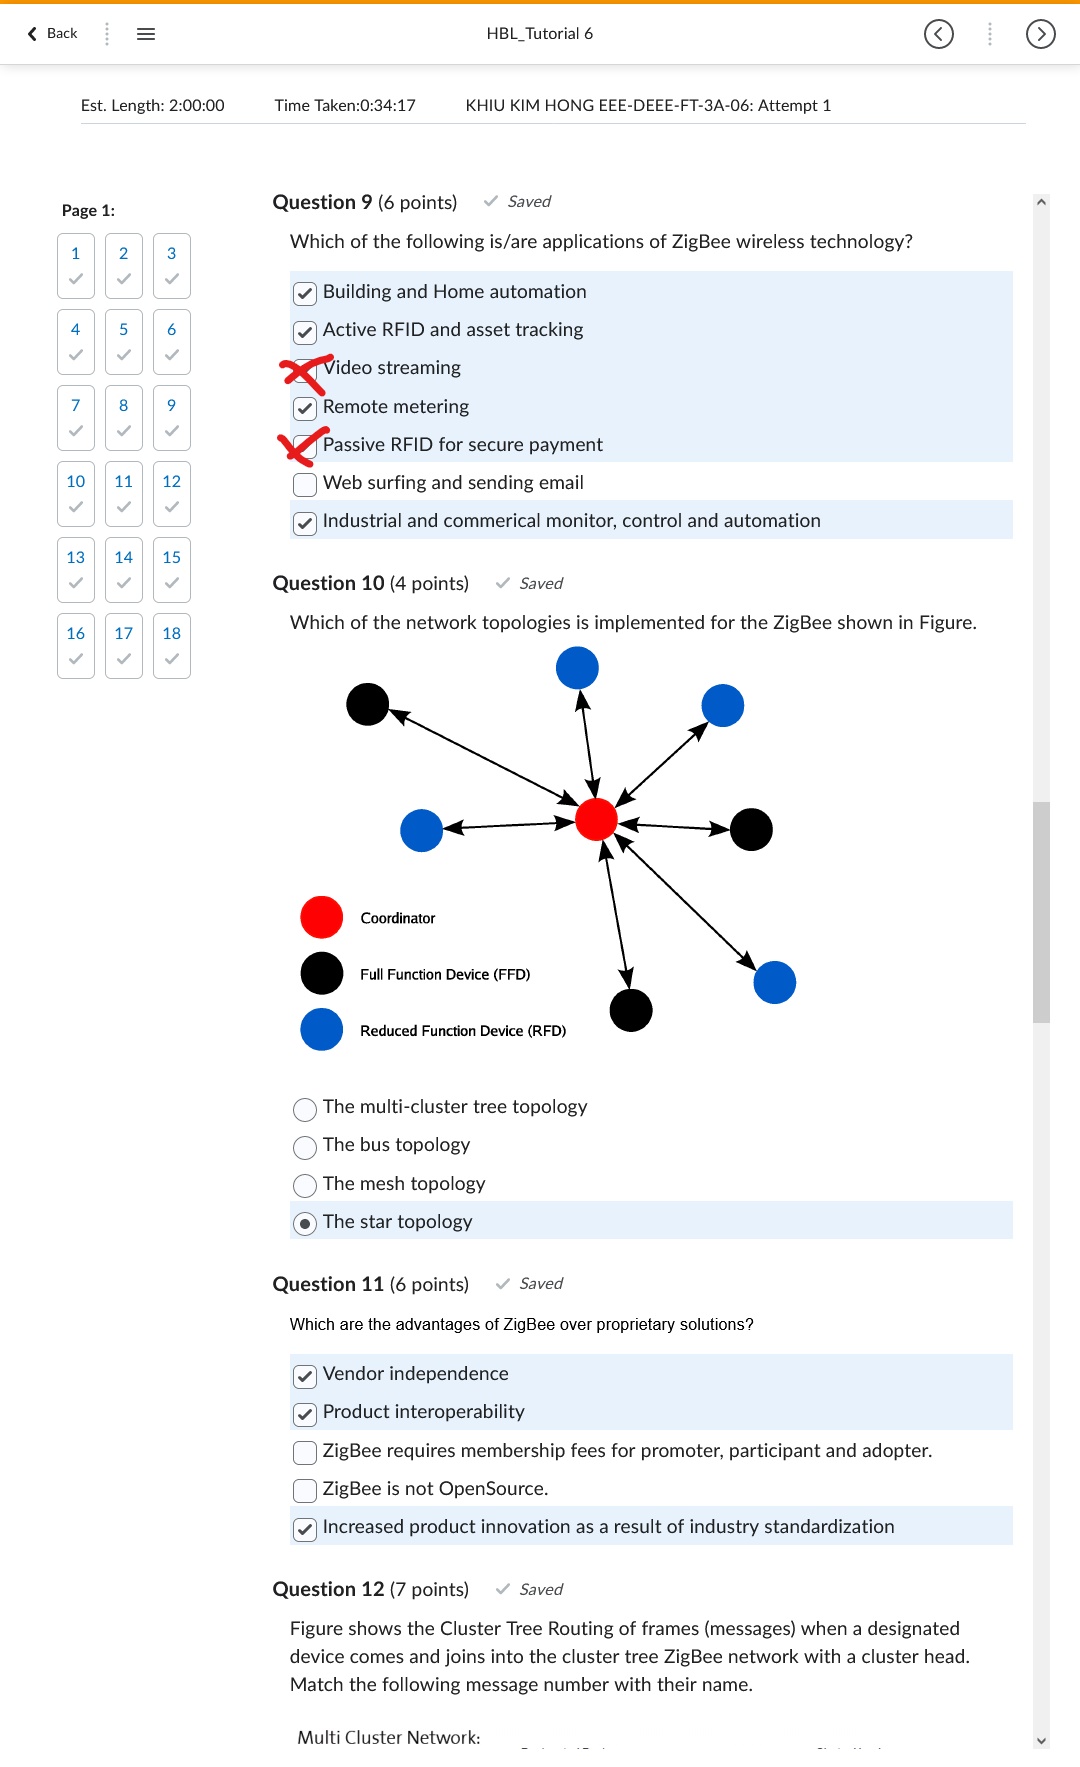 Back
HBL_Tutorial 6
Est. Length: 2:00:00 Time Taken:0:34:17 KHIU KIM HONG EEE-DEEE-FT-3A-06: Attempt 1
Page 1:
1 2 3
4 5 6
7 8 9
10 11 12
13 14 15
16 17 18
Question 9 (6 points) Saved
Which of the following is/are applications of ZigBee wireless technology?
Building and Home automation
Active RFID and asset tracking
Video streaming
Remote metering
Passive RFID for secure payment
Web surfing and sending email
Industrial and commerical monitor, control and automation
Question 10 (4 points) Saved
Which of the network topologies is implemented for the ZigBee shown in Figure.
Coordinator
Full Function Device (FFD)
Reduced Function Device (RFD)
The multi-cluster tree topology
The bus topology
The mesh topology
The star topology
Question 11 (6 points) Saved
Which are the advantages of ZigBee over proprietary solutions?
Vendor independence
Product interoperability
ZigBee requires membership fees for promoter, participant and adopter.
ZigBee is not OpenSource.
Increased product innovation as a result of industry standardization
Question 12 (7 points) Saved
Figure shows the Cluster Tree Routing of frames (messages) when a designated
device comes and joins into the cluster tree ZigBee network with a cluster head.
Match the following message number with their name.
Multi Cluster Network: